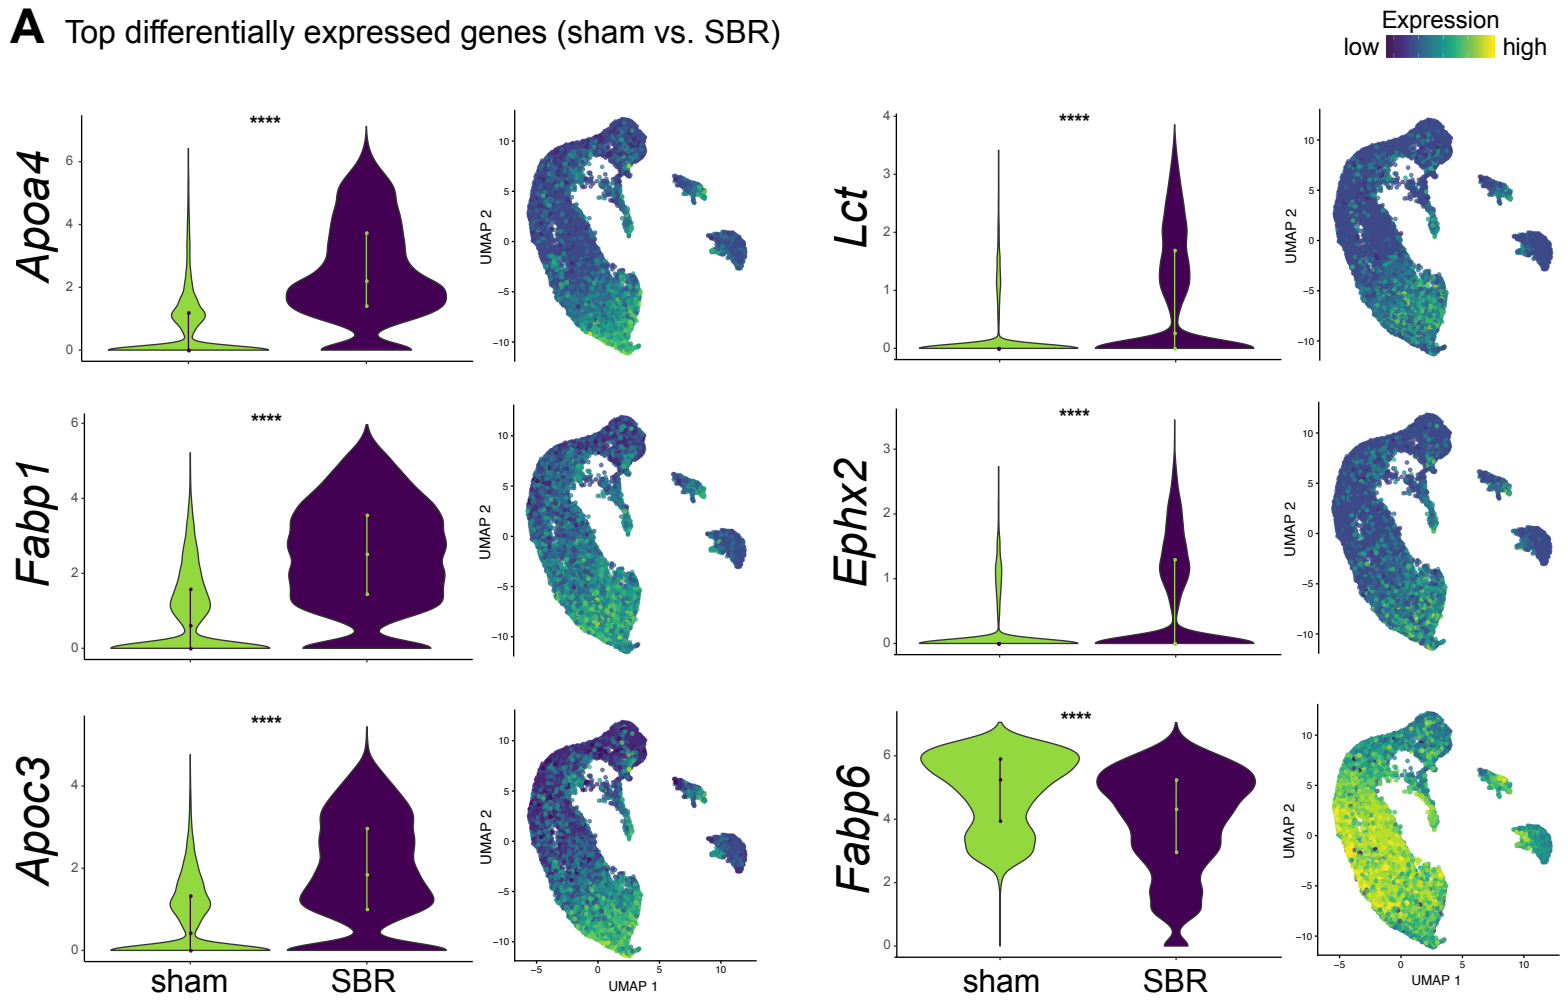 A Top differentially expressed genes (sham vs. SBR)
Expression
low high
Apoa4
6
4
2
0
****
UMAP 2
10
5
0
−5
−10
Lct
4
3
2
1
0
****
UMAP 2
10
5
0
−5
−10
Fabp1
6
4
2
0
****
UMAP 2
10
5
0
−5
−10
Ephx2
3
2
1
0
****
UMAP 2
10
5
0
−5
−10
Apoc3
4
2
0
****
sham SBR
UMAP 2
10
5
0
−5
−10
−5 0 5 10
UMAP 1
Fabp6
6
4
2
0
****
sham SBR
UMAP 2
10
5
0
−5
−10
−5 0 5 10
UMAP 1